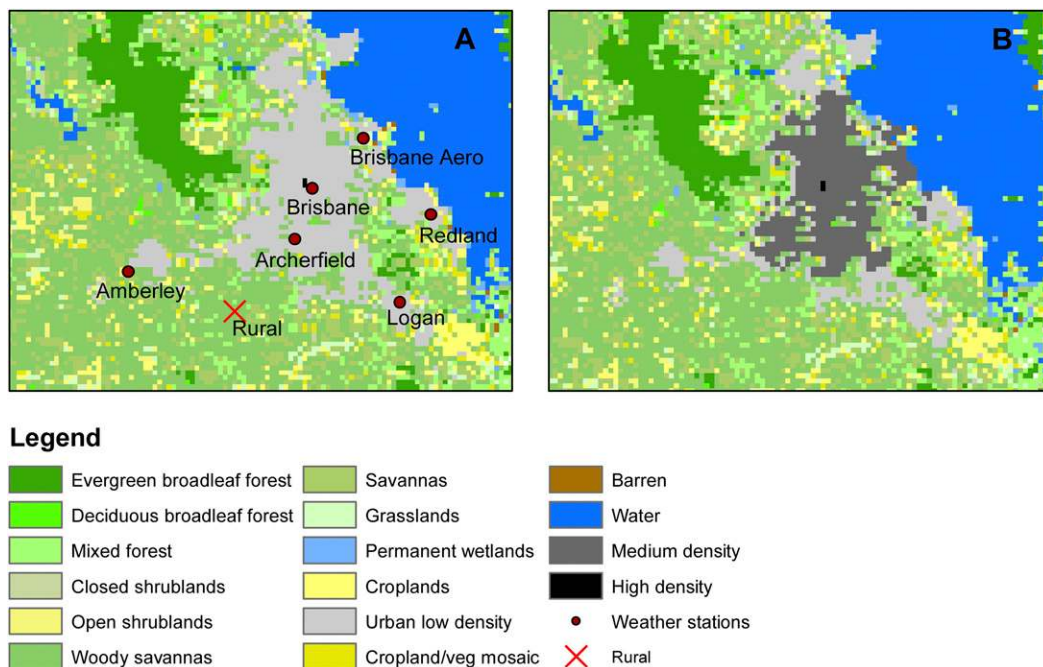 A
B
Brisbane Aero
Brisbane
Redland
Archerfield
Amberley
Logan
Rural
Legend
Evergreen broadleaf forest
Deciduous broadleaf forest
Mixed forest
Closed shrublands
Open shrublands
Woody savannas
Savannas
Grasslands
Permanent wetlands
Croplands
Urban low density
Cropland/veg mosaic
Barren
Water
Medium density
High density
Weather stations
Rural